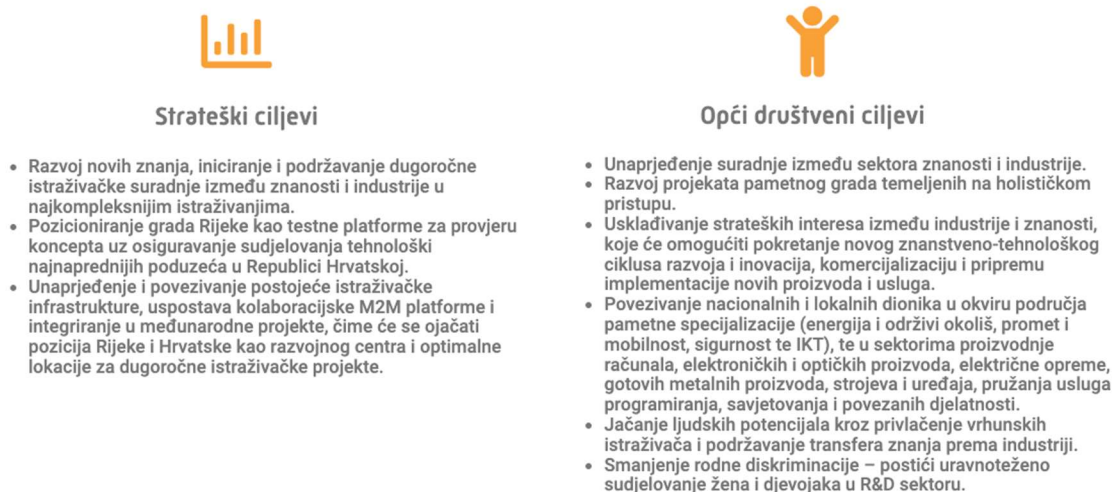 Strateški ciljevi
• Razvoj novih znanja, iniciranje i podržavanje dugoročne
istraživačke suradnje između znanosti i industrije u
najkompleksnijim istraživanjima.
• Pozicioniranje grada Rijeke kao testne platforme za provjeru
koncepta uz osiguravanje sudjelovanja tehnološki
najnaprednijih poduzeća u Republici Hrvatskoj.
• Unaprjeđenje i povezivanje postojeće istraživačke
infrastrukture, uspostava kolaboracijske M2M platforme i
integriranje u međunarodne projekte, čime će se ojačati
pozicija Rijeke i Hrvatske kao razvojnog centra i optimalne
lokacije za dugoročne istraživačke projekte.
Opći društveni ciljevi
• Unaprjeđenje suradnje između sektora znanosti i industrije.
• Razvoj projekata pametnog grada temeljenih na holističkom
pristupu.
• Usklađivanje strateških interesa između industrije i znanosti,
koje će omogućiti pokretanje novog znanstveno-tehnološkog
ciklusa razvoja i inovacija, komercijalizaciju i pripremu
implementacije novih proizvoda i usluga.
• Povezivanje nacionalnih i lokalnih dionika u okviru područja
pametne specijalizacije (energija i održivi okoliš, promet i
mobilnost, sigurnost te IKT), te u sektorima proizvodnje
računala, elektroničkih i optičkih proizvoda, električne opreme,
gotovih metalnih proizvoda, strojeva i uređaja, pružanja usluga
programiranja, savjetovanja i povezanih djelatnosti.
• Jačanje ljudskih potencijala kroz privlačenje vrhunskih
istraživača i podržavanje transfera znanja prema industriji.
• Smanjenje rodne diskriminacije – postići uravnoteženo
sudjelovanje žena i djevojaka u R&D sektoru.